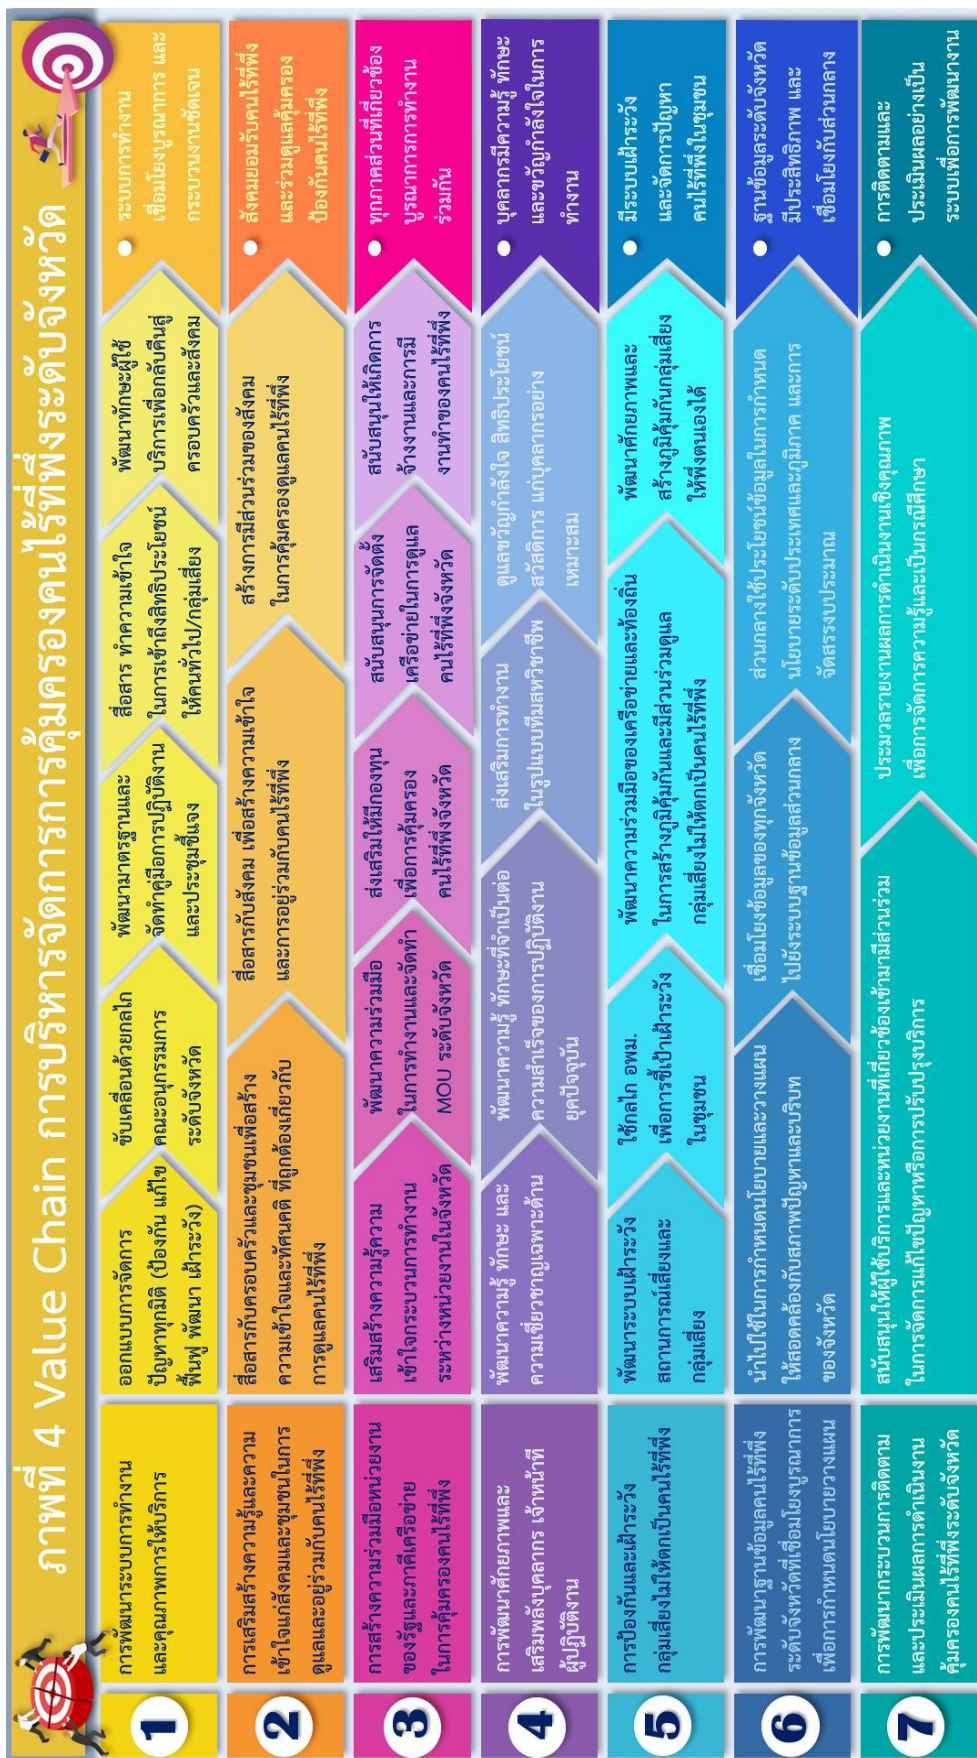 ภาพที่ 4 Value Chain การบริหารจัดการการคุ้มครองคนไร้ที่พึ่งระดับจังหวัด
1
การพัฒนาระบบการทำงาน
และคุณภาพการให้บริการ
ออกแบบการจัดการ
ปัญหาทุกมิติ (ป้องกัน แก้ไข
ฟื้นฟู พัฒนา เฝ้าระวัง)
ขับเคลื่อนด้วยกลไก
คณะอนุกรรมการ
ระดับจังหวัด
พัฒนามาตรฐานและ
จัดทำคู่มือการปฏิบัติงาน
และประชุมชี้แจง
สื่อสาร ทำความเข้าใจ
ในการเข้าถึงสิทธิประโยชน์
ให้คนทั่วไป/กลุ่มเสี่ยง
พัฒนาทักษะผู้ใช้
บริการเพื่อกลับคืนสู่
ครอบครัวและสังคม
● ระบบการทำงาน
เชื่อมโยงบูรณาการ และ
กระบวนงานชัดเจน
2
การเสริมสร้างความรู้และความ
เข้าใจแก่สังคมและชุมชนในการ
ดูแลและอยู่ร่วมกับคนไร้ที่พึ่ง
สื่อสารกับครอบครัวและชุมชนเพื่อสร้าง
ความเข้าใจและทัศนคติ ที่ถูกต้องเกี่ยวกับ
การดูแลคนไร้ที่พึ่ง
สื่อสารกับสังคม เพื่อสร้างความเข้าใจ
และการอยู่ร่วมกับคนไร้ที่พึ่ง
สร้างการมีส่วนร่วมของสังคม
ในการคุ้มครองดูแลคนไร้ที่พึ่ง
● สังคมยอมรับคนไร้ที่พึ่ง
และร่วมดูแลคุ้มครอง
ป้องกันคนไร้ที่พึ่ง
3
การสร้างความร่วมมือหน่วยงาน
ของรัฐและภาคีเครือข่าย
ในการคุ้มครองคนไร้ที่พึ่ง
เสริมสร้างความรู้ความ
เข้าใจกระบวนการทำงาน
ระหว่างหน่วยงานในจังหวัด
พัฒนาความร่วมมือ
ในการทำงานและจัดทำ
MOU ระดับจังหวัด
ส่งเสริมให้มีกองทุน
เพื่อการคุ้มครอง
คนไร้ที่พึ่งจังหวัด
สนับสนุนการจัดตั้ง
เครือข่ายในการดูแล
คนไร้ที่พึ่งจังหวัด
สนับสนุนให้เกิดการ
จ้างงานและการมี
งานทำของคนไร้ที่พึ่ง
● ทุกภาคส่วนที่เกี่ยวข้อง
บูรณาการการทำงาน
ร่วมกัน
4
การพัฒนาศักยภาพและ
เสริมพลังบุคลากร เจ้าหน้าที่
ผู้ปฏิบัติงาน
พัฒนาความรู้ ทักษะ และ
ความเชี่ยวชาญเฉพาะด้าน
พัฒนาความรู้ ทักษะที่จำเป็นต่อ
ความสำเร็จของการปฏิบัติงาน
ยุคปัจจุบัน
ส่งเสริมการทำงาน
ในรูปแบบทีมสหวิชาชีพ
ดูแลขวัญกำลังใจ สิทธิประโยชน์
สวัสดิการ แก่บุคลากรอย่าง
เหมาะสม
● บุคลากรมีความรู้ ทักษะ
และขวัญกำลังใจในการ
ทำงาน
5
การป้องกันและเฝ้าระวัง
กลุ่มเสี่ยงไม่ให้ตกเป็นคนไร้ที่พึ่ง
พัฒนาระบบเฝ้าระวัง
สถานการณ์เสี่ยงและ
กลุ่มเสี่ยง
ใช้กลไก อพม.
เพื่อการชี้เป้าเฝ้าระวัง
ในชุมชน
พัฒนาความร่วมมือของเครือข่ายและท้องถิ่น
ในการสร้างภูมิคุ้มกันและมีส่วนร่วมดูแล
กลุ่มเสี่ยงไม่ให้ตกเป็นคนไร้ที่พึ่ง
พัฒนาศักยภาพและ
สร้างภูมิคุ้มกันกลุ่มเสี่ยง
ให้พึ่งตนเองได้
● มีระบบเฝ้าระวัง
และจัดการปัญหา
คนไร้ที่พึ่งในชุมชน
6
การพัฒนาฐานข้อมูลคนไร้ที่พึ่ง
ระดับจังหวัดที่เชื่อมโยงบูรณาการ
เพื่อการกำหนดนโยบายวางแผน
นำไปใช้ในการกำหนดนโยบายและวางแผน
ให้สอดคล้องกับสภาพปัญหาและบริบท
ของจังหวัด
เชื่อมโยงข้อมูลของทุกจังหวัด
ไปยังระบบฐานข้อมูลส่วนกลาง
ส่วนกลางใช้ประโยชน์ข้อมูลในการกำหนด
นโยบายระดับประเทศและภูมิภาค และการ
จัดสรรงบประมาณ
● ฐานข้อมูลระดับจังหวัด
มีประสิทธิภาพ และ
เชื่อมโยงกับส่วนกลาง
7
การพัฒนากระบวนการติดตาม
และประเมินผลการดำเนินงาน
คุ้มครองคนไร้ที่พึ่งระดับจังหวัด
สนับสนุนให้ผู้ใช้บริการและหน่วยงานที่เกี่ยวข้องเข้ามามีส่วนร่วม
ในการจัดการแก้ไขปัญหาหรือการปรับปรุงบริการ
ประมวลรายงานผลการดำเนินงานเชิงคุณภาพ
เพื่อการจัดการความรู้และเป็นกรณีศึกษา
● การติดตามและ
ประเมินผลอย่างเป็น
ระบบเพื่อการพัฒนางาน